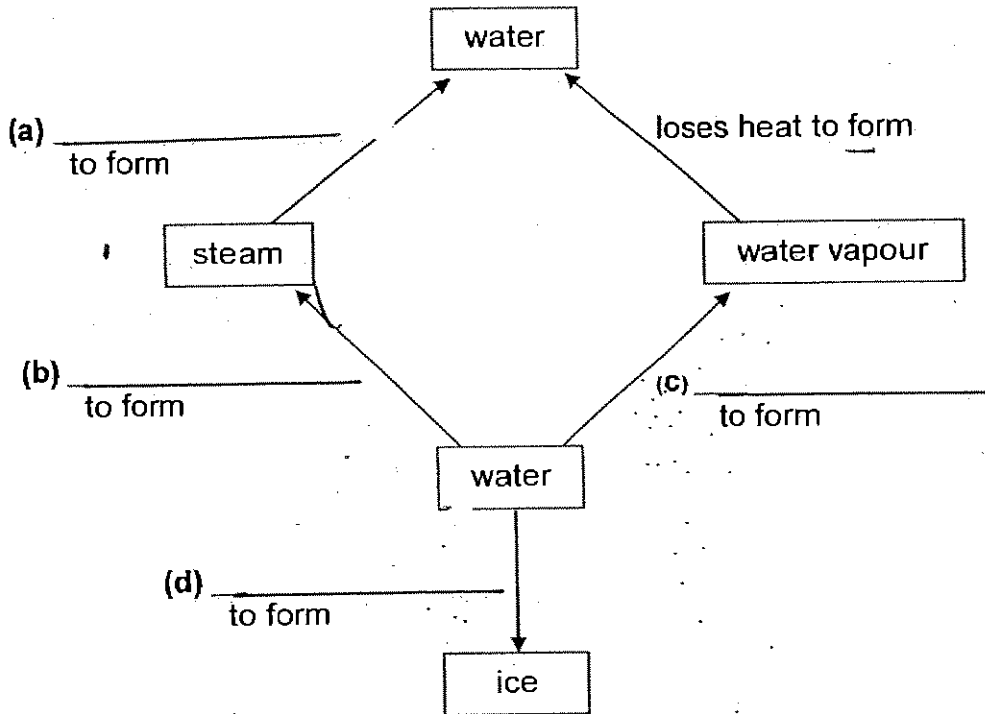 water
(a)
to form
loses heat to form
steam
water vapour
(b)
to form
(c)
to form
water
(d)
to form
ice